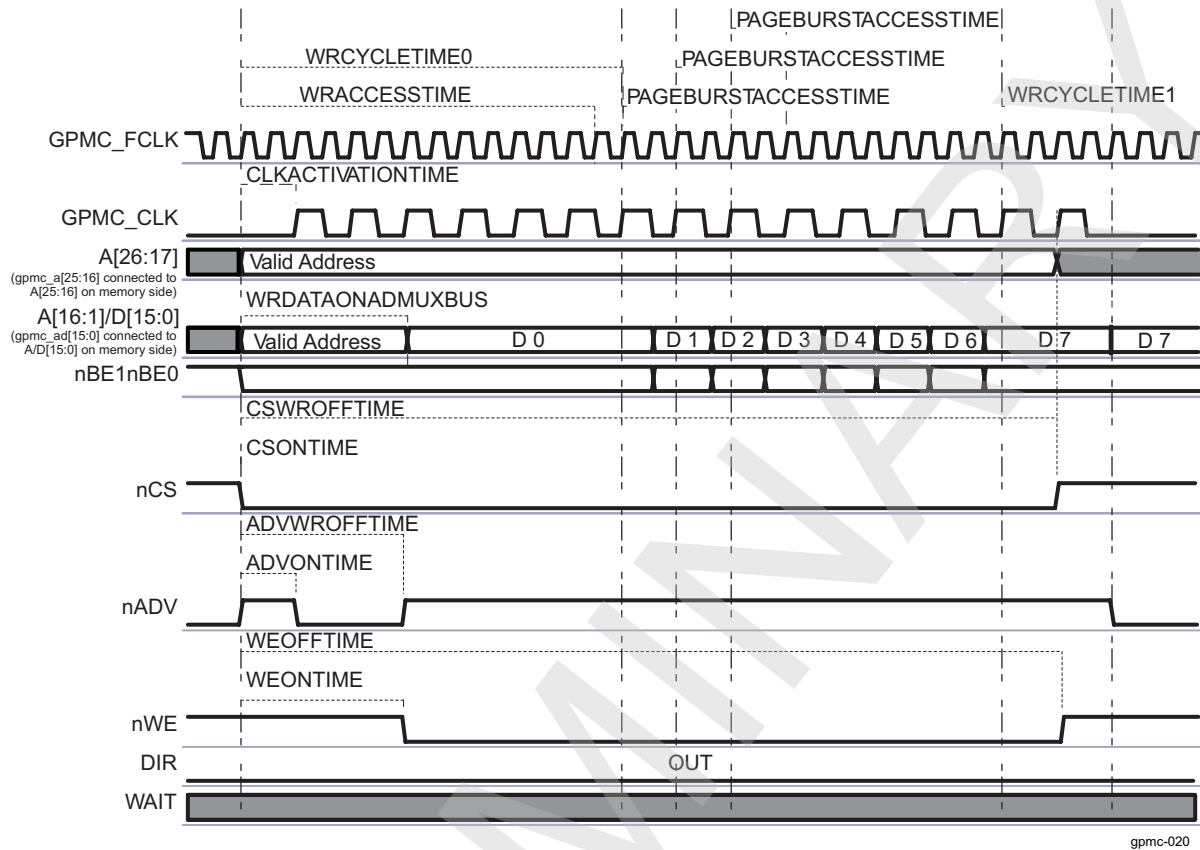 PAGEBURSTACCESSTIME
WRCYCLETIME0
PAGEBURSTACCESSTIME
WRACCESSTIME
PAGEBURSTACCESSTIME
WRCYCLETIME1
GPMC_FCLK
CLKACTIVATIONTIME
GPMC_CLK
A[26:17]
(gpmc_a[25:16] connected to
A[25:16] on memory side)
Valid Address
WRDATAONADMUXBUS
A[16:1]/D[15:0]
(gpmc_ad[15:0] connected to
A/D[15:0] on memory side)
Valid Address D 0 D 1 D 2 D 3 D 4 D 5 D 6 D 7 D 7
nBE1nBE0
CSWROFFTIME
CSONTIME
nCS
ADVWROFFTIME
ADVONTIME
nADV
WEOFFTIME
WEONTIME
nWE
DIR OUT
WAIT
gpmc-020
MINARY